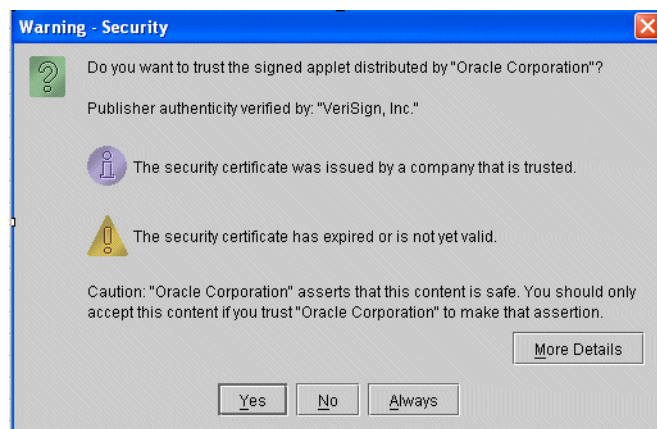 Warning - Security
Do you want to trust the signed applet distributed by "Oracle Corporation"?
Publisher authenticity verified by: "VeriSign, Inc."
The security certificate was issued by a company that is trusted.
The security certificate has expired or is not yet valid.
Caution: "Oracle Corporation" asserts that this content is safe. You should only
accept this content if you trust "Oracle Corporation" to make that assertion.
More Details
Yes No Always